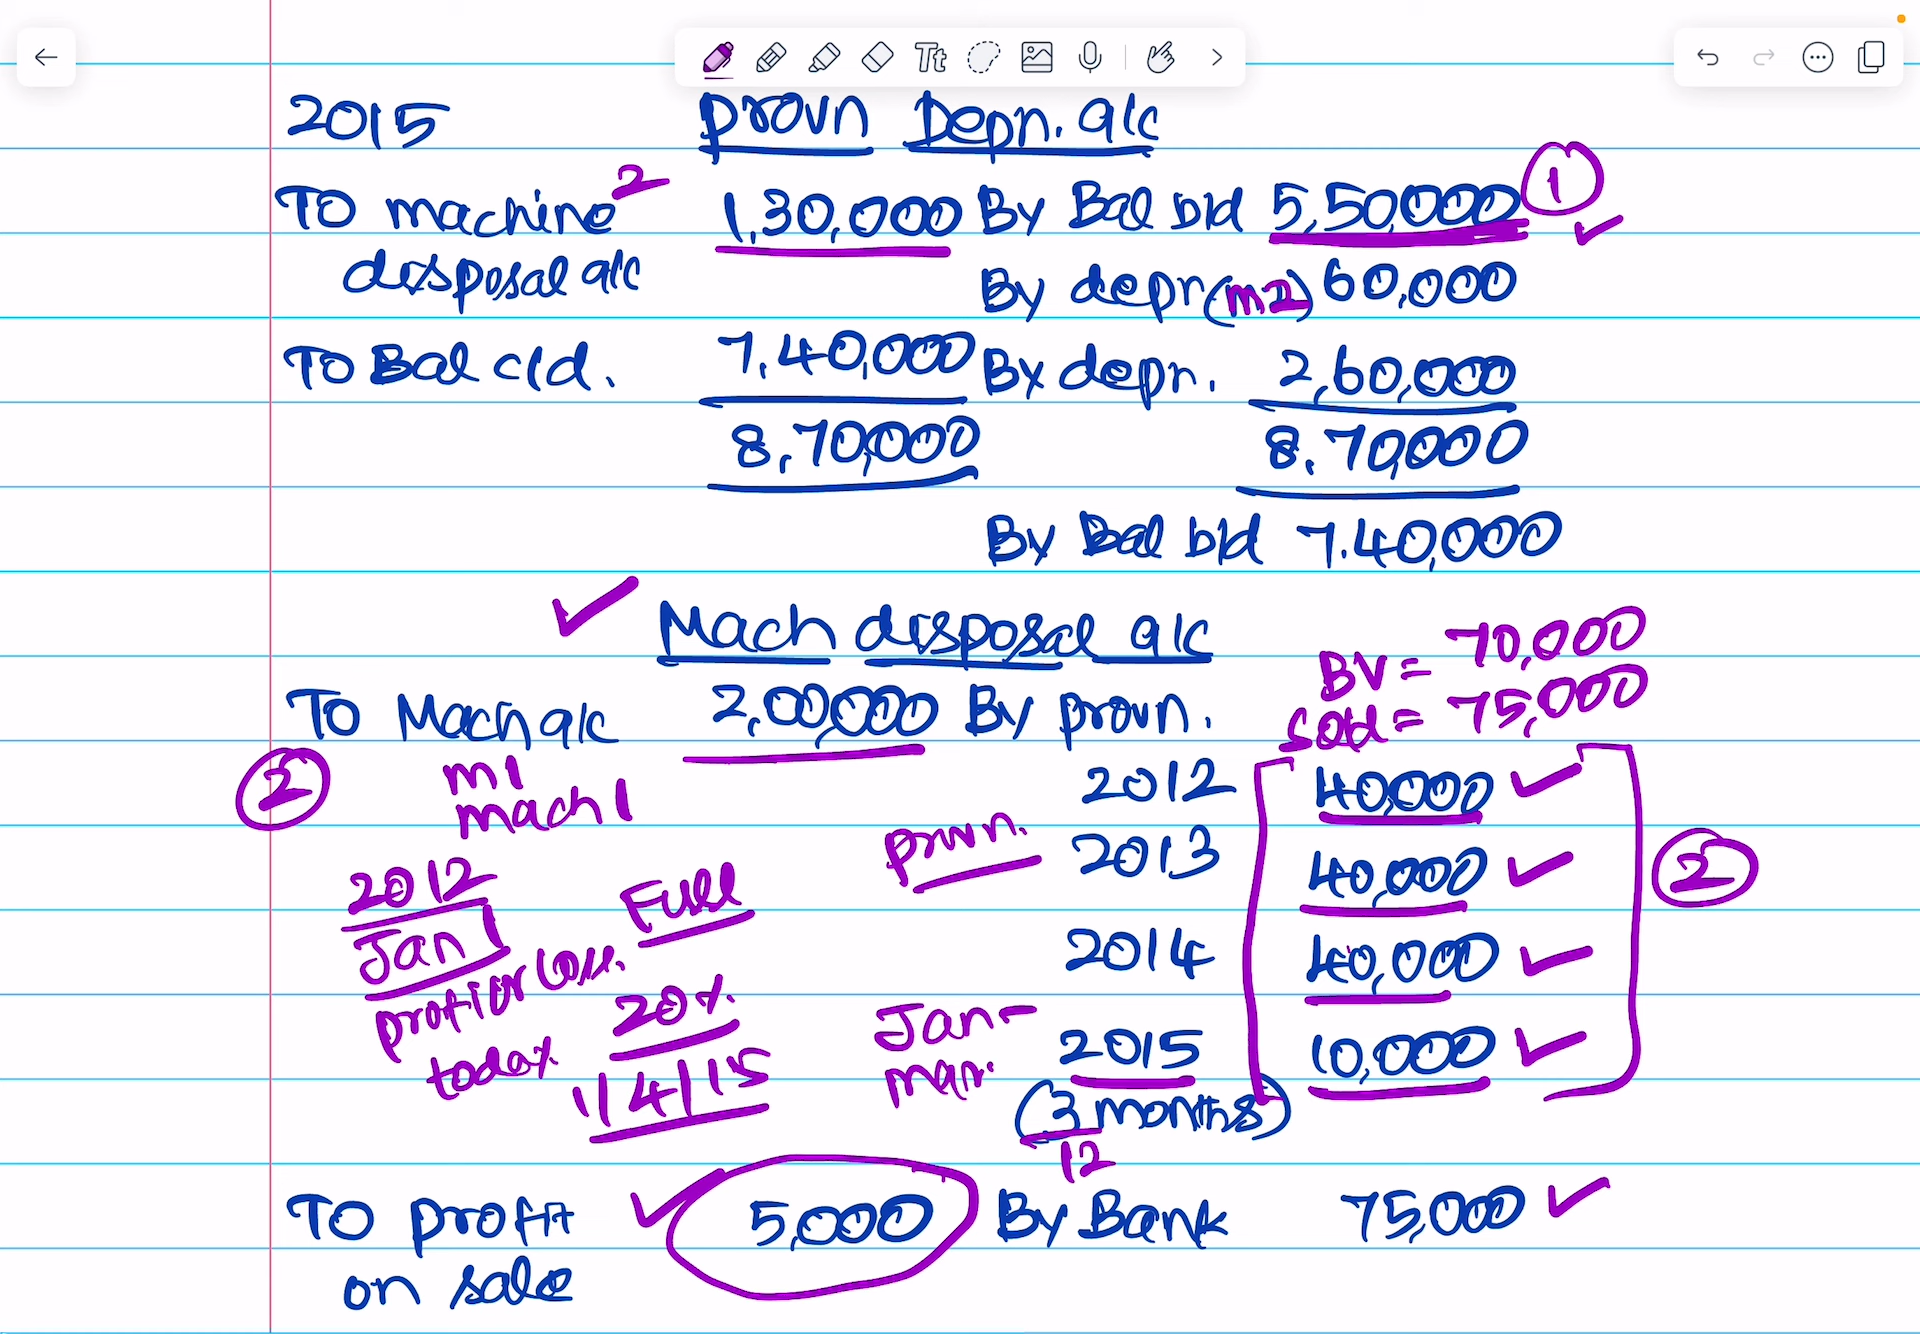 Tt
2015 Provn Depn. a/c
To machine 2 1,30,000 By Bal b/d 5,50,000 1
disposal a/c By depr (m2) 60,000
To Bal c/d. 7,40,000 By depn. 2,60,000
8,70,000 8,70,000
By Bal b/d 7.40,000
Mach disposal a/c
BV = 70,000
Sold = 75,000
To Mach a/c 2,00,000 By provn.
2 m1 2012 40,000
mach 1
provn. 2013 40,000 2
2012 Full
Jan 1 2014 40,000
profit or loss. 20%
today 1/4/15 Jan - 2015 10,000
mar. (3 months)
12
To profit 5,000 By Bank 75,000
on sale